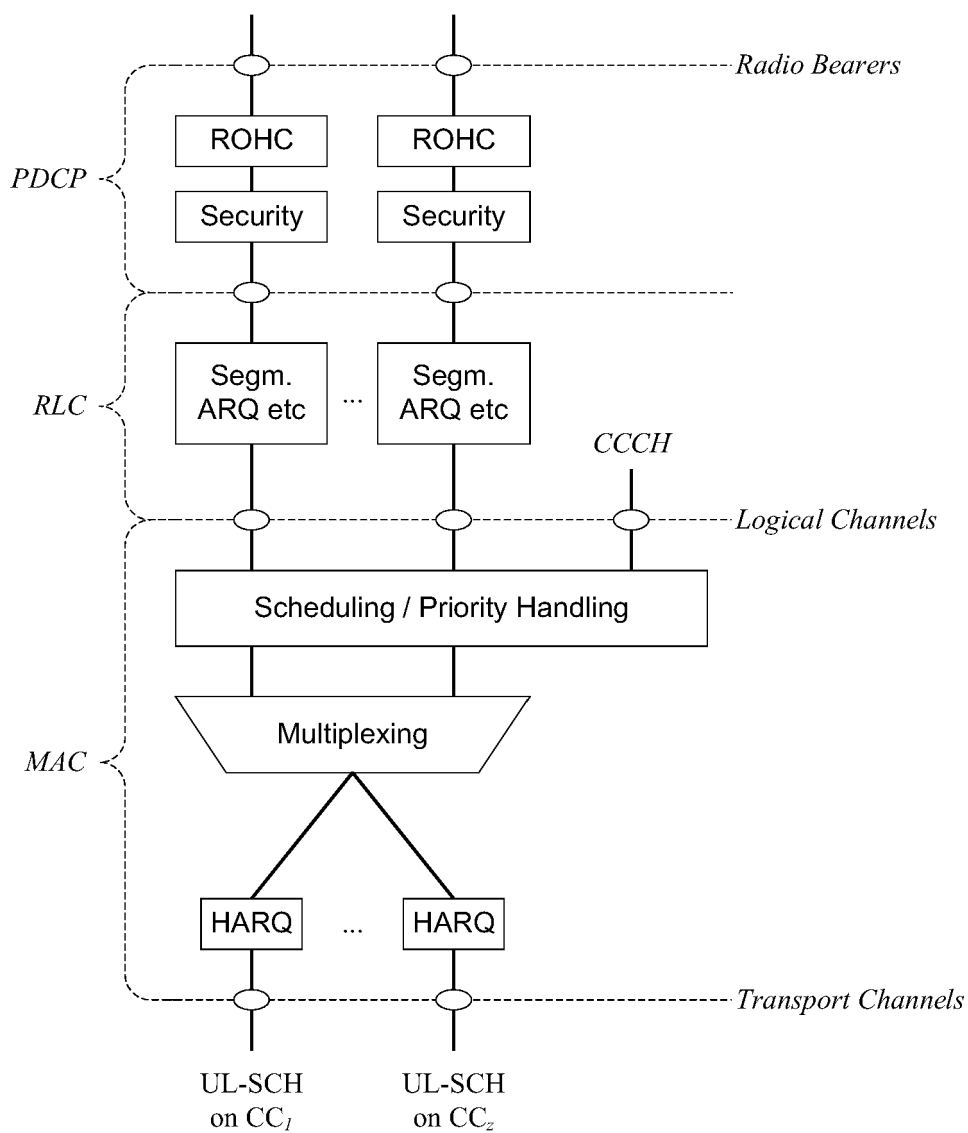 Radio Bearers
ROHC
ROHC
PDCP
Security
Security
Segm.
ARQ etc
...
Segm.
ARQ etc
RLC
CCCH
Logical Channels
Scheduling / Priority Handling
Multiplexing
MAC
HARQ
...
HARQ
Transport Channels
UL-SCH
on CC1
UL-SCH
on CCz